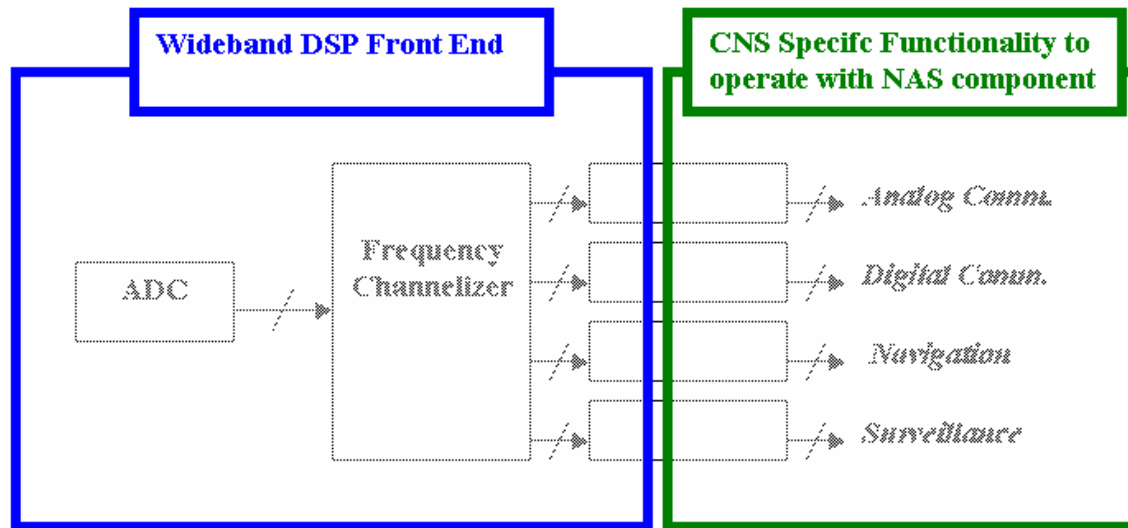 Wideband DSP Front End
CNS Specifc Functionality to
operate with NAS component
ADC
Frequency
Channelizer
Analog Comm.
Digital Comm.
Navigation
Surveillance